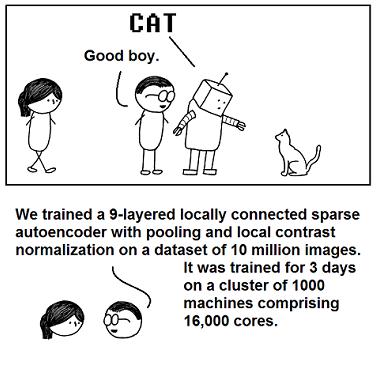 CAT
Good boy.
We trained a 9-layered locally connected sparse
autoencoder with pooling and local contrast
normalization on a dataset of 10 million images.
It was trained for 3 days
on a cluster of 1000
machines comprising
16,000 cores.